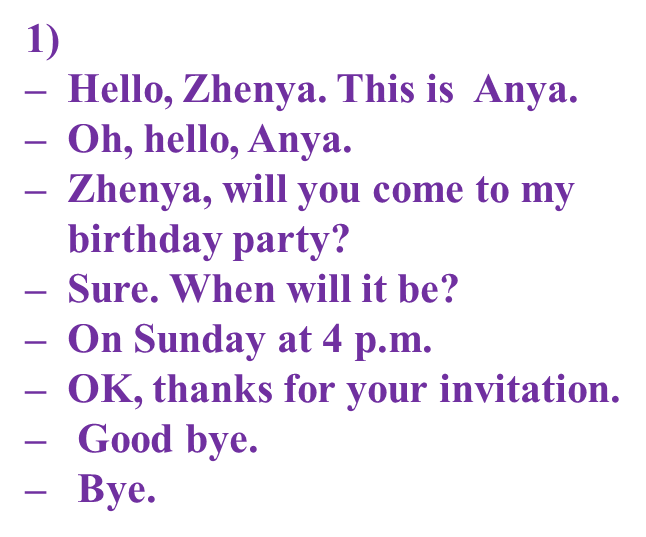 1)
– Hello, Zhenya. This is Anya.
– Oh, hello, Anya.
– Zhenya, will you come to my
birthday party?
– Sure. When will it be?
– On Sunday at 4 p.m.
– OK, thanks for your invitation.
– Good bye.
– Bye.